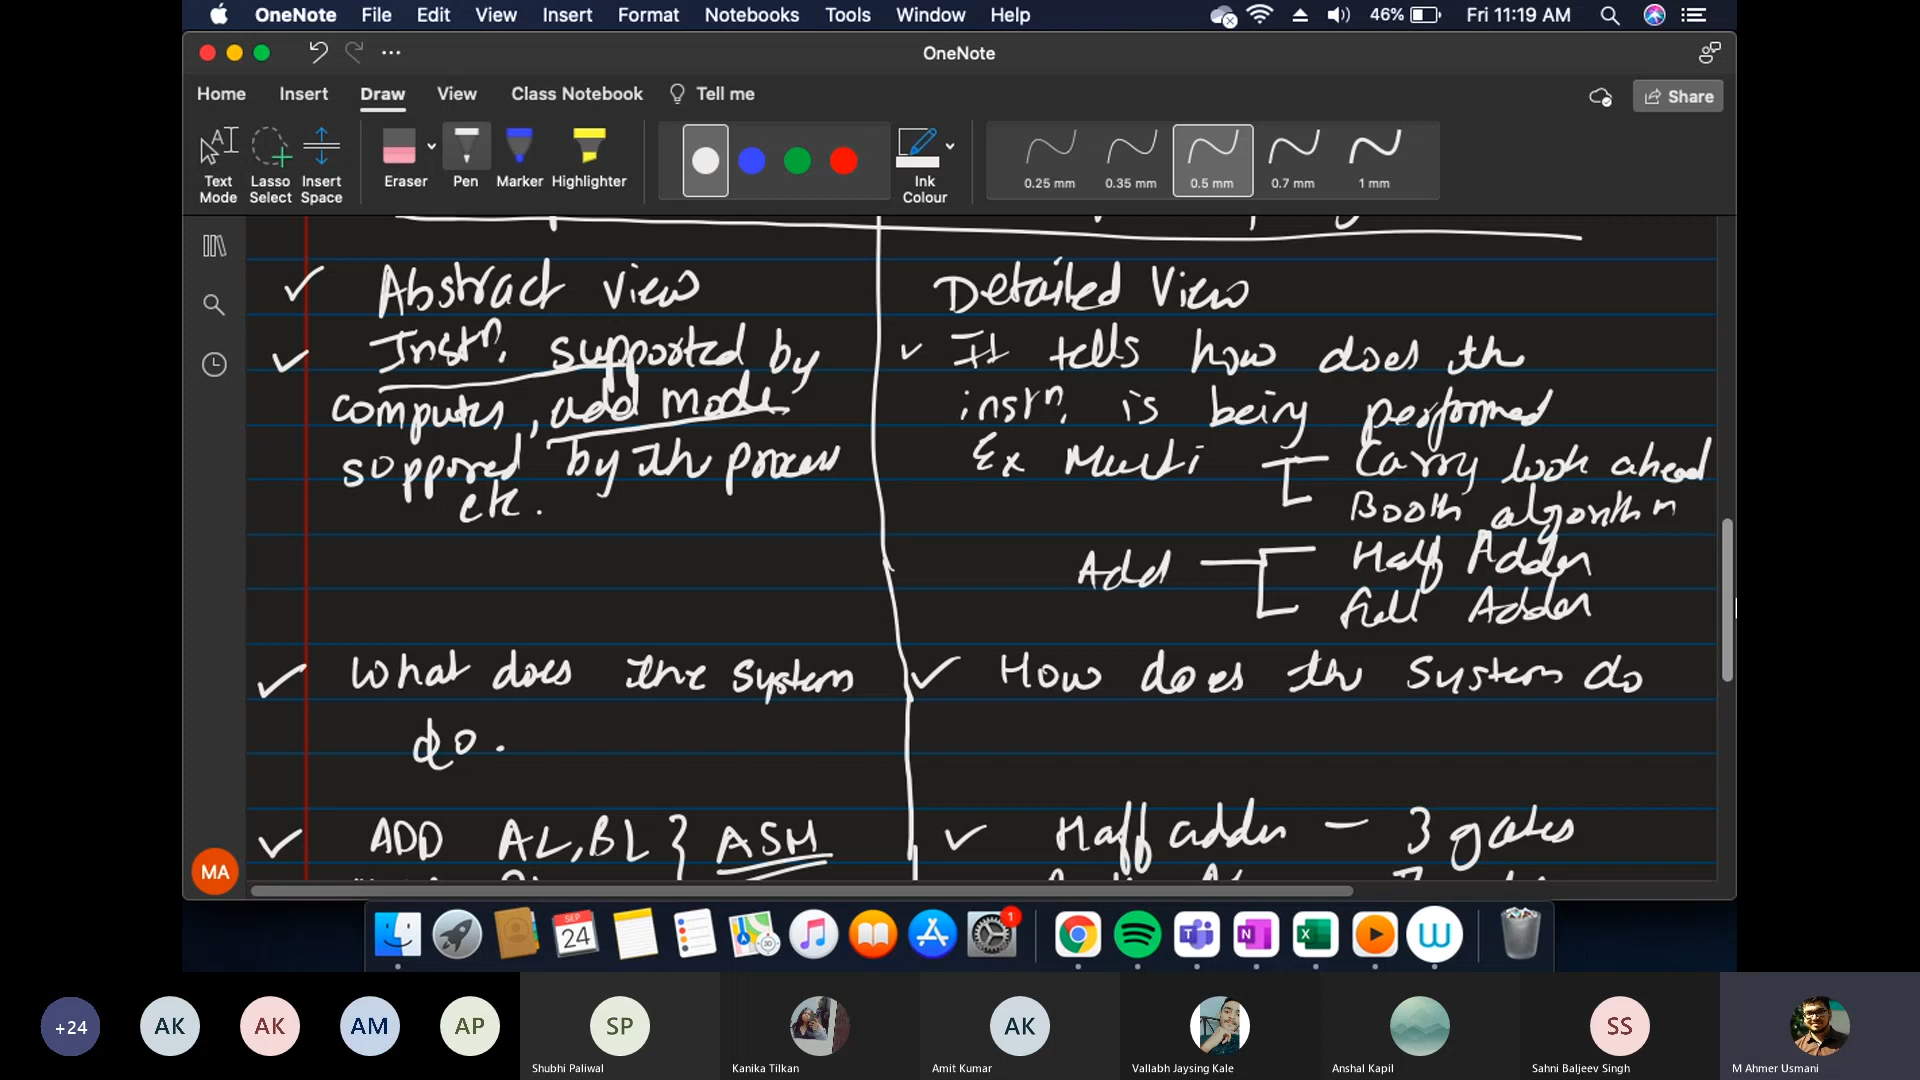 OneNote File Edit View Insert Format Notebooks Tools Window Help 46% Fri 11:19 AM
OneNote
Home Insert Draw View Class Notebook Tell me Share
Text Mode Lasso Select Insert Space Eraser Pen Marker Highlighter Ink Colour 0.25 mm 0.35 mm 0.5 mm 0.7 mm 1 mm
Abstract View
Instn. supported by
computer, add mode
supported by the process
etc.
What does the system
do.
ADD AL, BL } ASM
Detailed View
It tells how does the
instn. is being performed
Ex Multi Carry look ahead
Booth algorithm
Add Half Adder
Full Adder
How does the system do
Half adder - 3 gates
MA
SEP
24
1
+24 AK AK AM AP SP AK SS
Shubhi Paliwal Kanika Tilkan Amit Kumar Vallabh Jaysing Kale Anshal Kapil Sahni Baljeev Singh M Ahmer Usmani